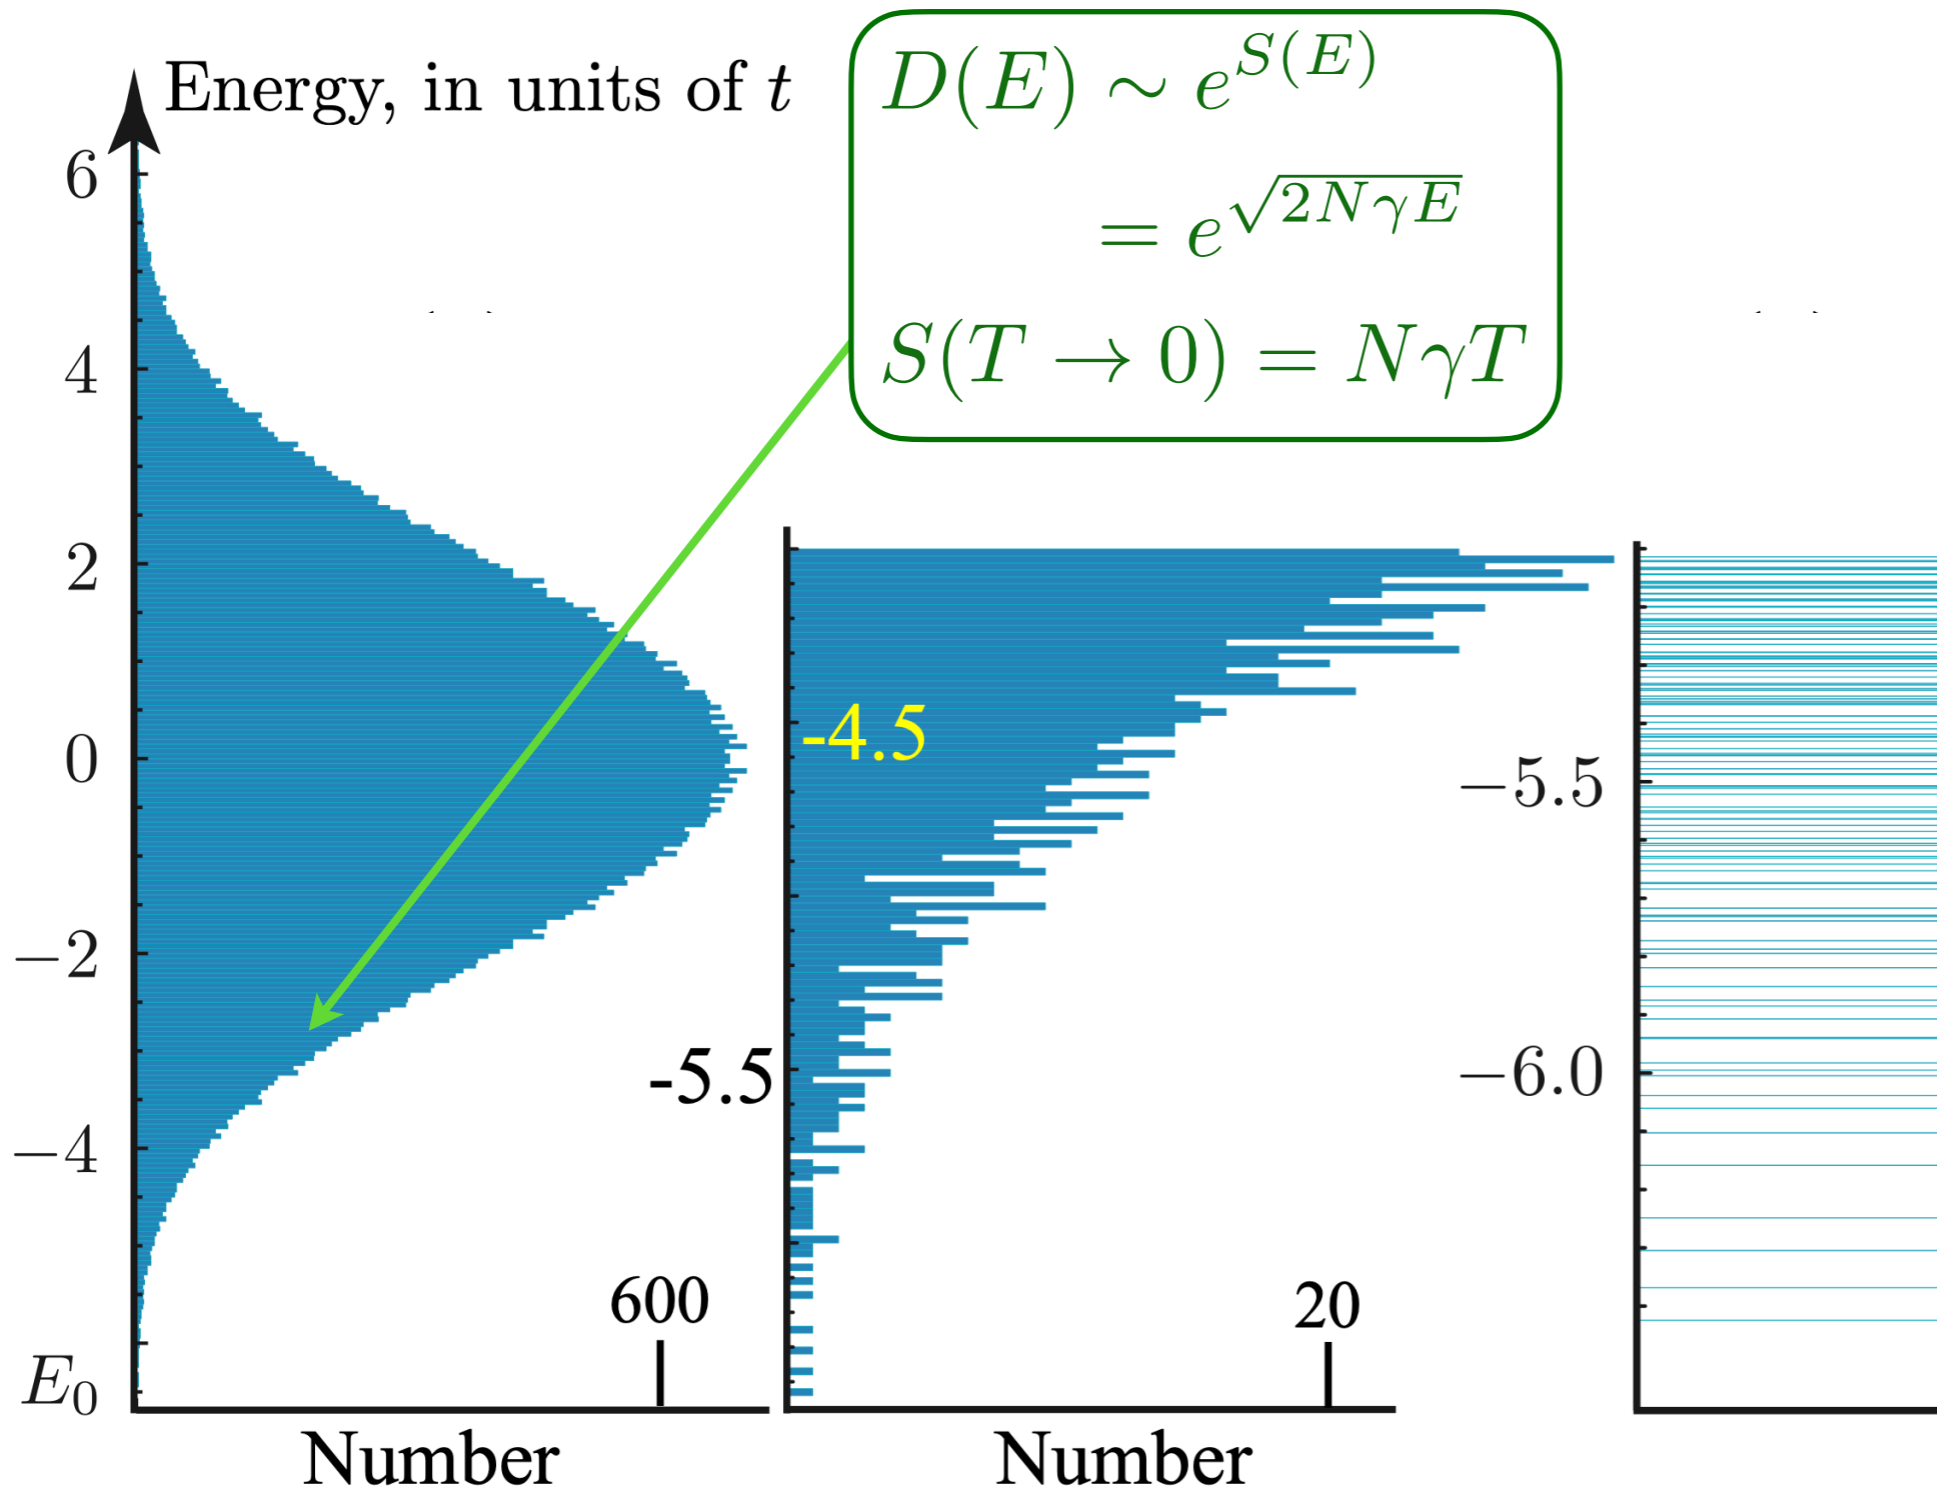 Energy, in units of t
D(E) ∼ e^{S(E)}
= e^{√(2NγE)}
S(T → 0) = NγT
6
4
2
0
−2
−4
E₀
600
Number
-4.5
-5.5
20
Number
−5.5
−6.0